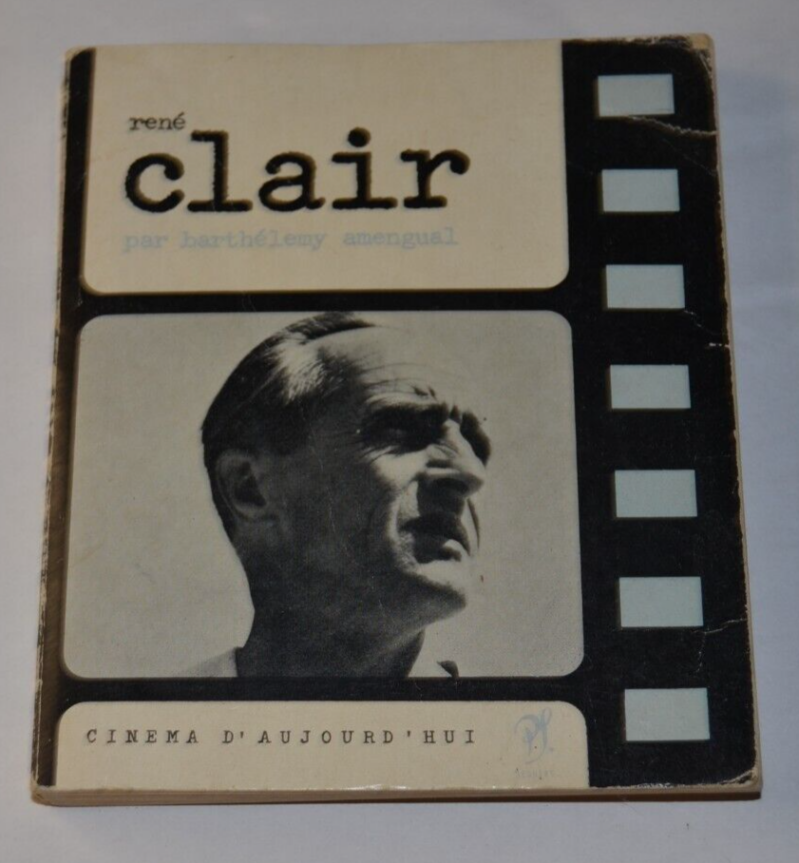 rené
clair
par barthélemy amengual
CINEMA D'AUJOURD'HUI